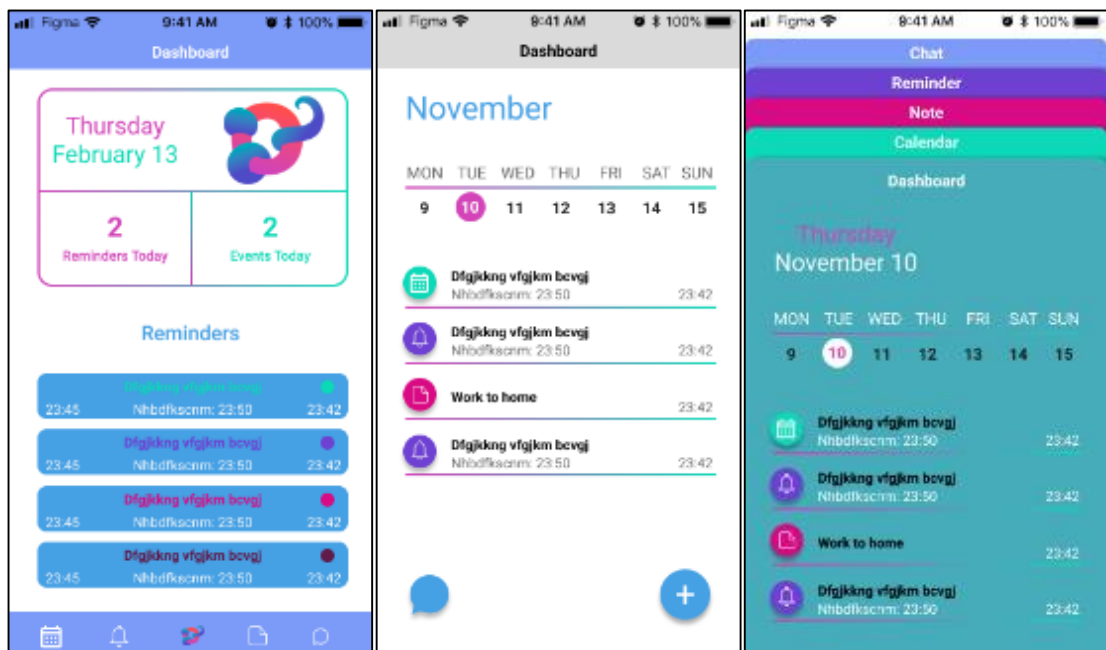 Figma 9:41 AM 100%
Dashboard
Thursday
February 13
2
Reminders Today
2
Events Today
Reminders
Dfgjkkng vfgjkm bcvgj
23:45 Nhbdfkscnm: 23:50 23:42
Dfgjkkng vfgjkm bcvgj
23:45 Nhbdfkscnm: 23:50 23:42
Dfgjkkng vfgjkm bcvgj
23:45 Nhbdfkscnm: 23:50 23:42
Dfgjkkng vfgjkm bcvgj
23:45 Nhbdfkscnm: 23:50 23:42
Figma 9:41 AM 100%
Dashboard
November
MON TUE WED THU FRI SAT SUN
9 10 11 12 13 14 15
Dfgjkkng vfgjkm bcvgj
Nhbdfkscnm: 23:50 23:42
Dfgjkkng vfgjkm bcvgj
Nhbdfkscnm: 23:50 23:42
Work to home
23:42
Dfgjkkng vfgjkm bcvgj
Nhbdfkscnm: 23:50 23:42
Figma 9:41 AM 100%
Chat
Reminder
Note
Calendar
Dashboard
Thursday
November 10
MON TUE WED THU FRI SAT SUN
9 10 11 12 13 14 15
Dfgjkkng vfgjkm bcvgj
Nhbdfkscnm: 23:50 23:42
Dfgjkkng vfgjkm bcvgj
Nhbdfkscnm: 23:50 23:42
Work to home
23:42
Dfgjkkng vfgjkm bcvgj
Nhbdfkscnm: 23:50 23:42